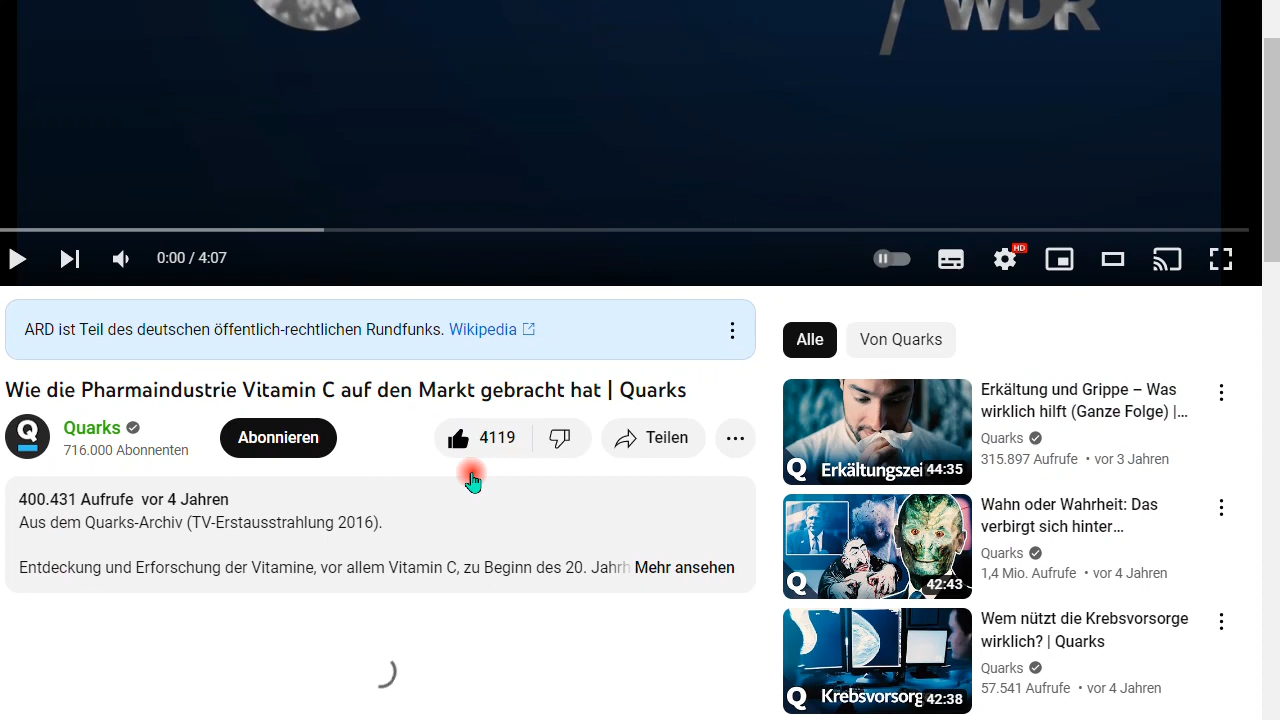 WDR
0:00 / 4:07
HD
ARD ist Teil des deutschen öffentlich-rechtlichen Rundfunks. Wikipedia
Wie die Pharmaindustrie Vitamin C auf den Markt gebracht hat | Quarks
Quarks
716.000 Abonnenten
Abonnieren
4119
Teilen
400.431 Aufrufe vor 4 Jahren
Aus dem Quarks-Archiv (TV-Erstausstrahlung 2016).
Entdeckung und Erforschung der Vitamine, vor allem Vitamin C, zu Beginn des 20. Jahrh Mehr ansehen
Alle
Von Quarks
Q Erkältungszei 44:35
Erkältung und Grippe – Was
wirklich hilft (Ganze Folge) |...
Quarks
315.897 Aufrufe • vor 3 Jahren
Q 42:43
Wahn oder Wahrheit: Das
verbirgt sich hinter...
Quarks
1,4 Mio. Aufrufe • vor 4 Jahren
Q Krebsvorsorg 42:38
Wem nützt die Krebsvorsorge
wirklich? | Quarks
Quarks
57.541 Aufrufe • vor 4 Jahren